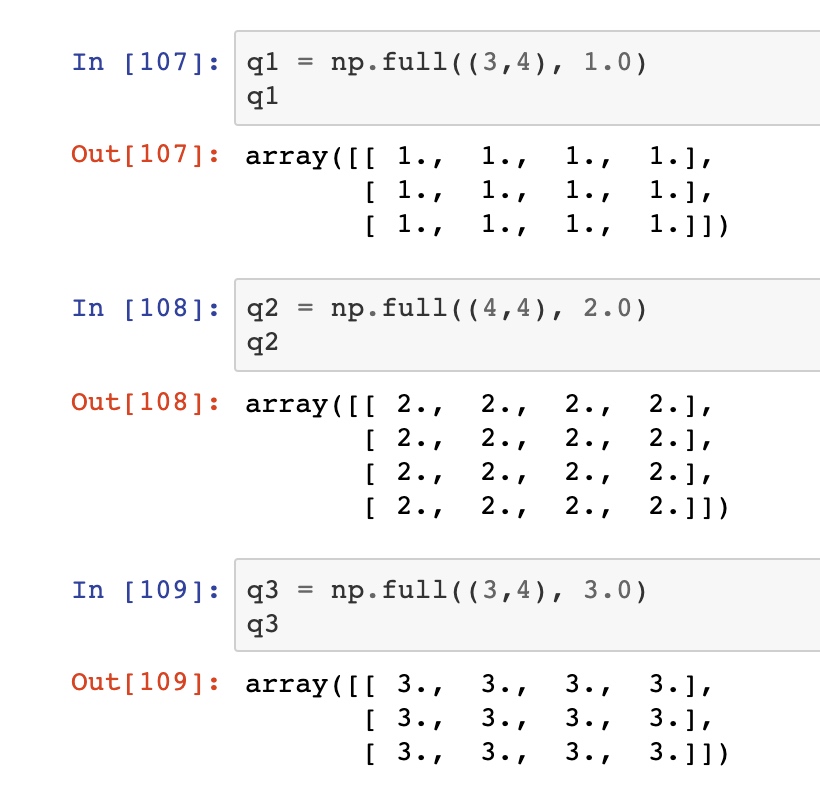 In [107]: q1 = np.full((3,4), 1.0)
q1
Out[107]: array([[ 1.,  1.,  1.,  1.],
       [ 1.,  1.,  1.,  1.],
       [ 1.,  1.,  1.,  1.]])
In [108]: q2 = np.full((4,4), 2.0)
q2
Out[108]: array([[ 2.,  2.,  2.,  2.],
       [ 2.,  2.,  2.,  2.],
       [ 2.,  2.,  2.,  2.],
       [ 2.,  2.,  2.,  2.]])
In [109]: q3 = np.full((3,4), 3.0)
q3
Out[109]: array([[ 3.,  3.,  3.,  3.],
       [ 3.,  3.,  3.,  3.],
       [ 3.,  3.,  3.,  3.]])